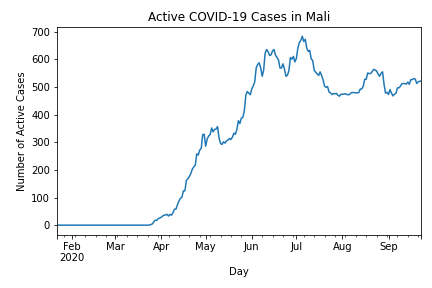 Active COVID-19 Cases in Mali
Number of Active Cases
700
600
500
400
300
200
100
0
Feb Mar Apr May Jun Jul Aug Sep
2020
Day